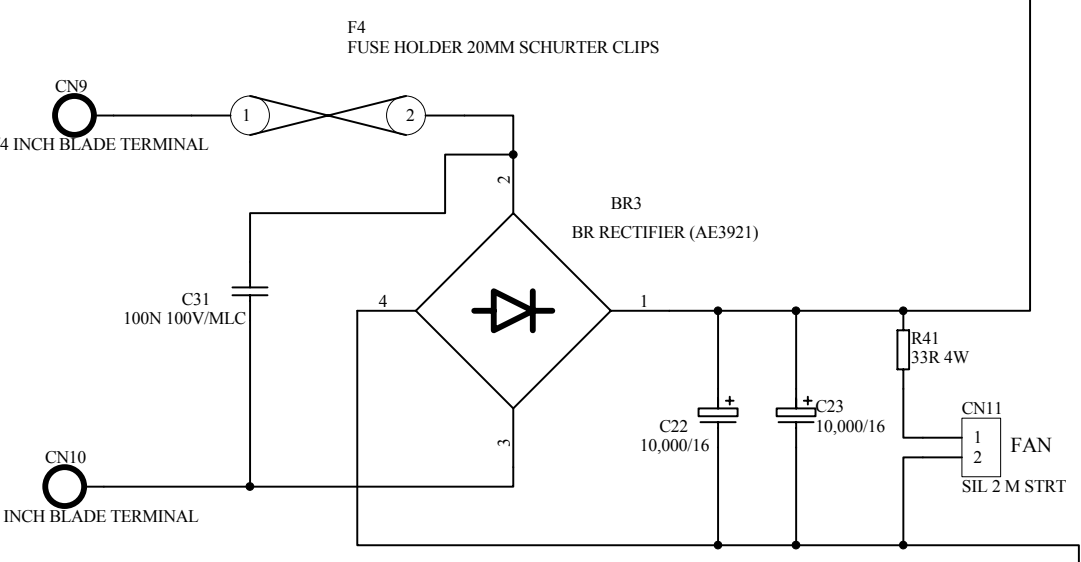 F4
FUSE HOLDER 20MM SCHURTER CLIPS
CN9
1
2
4 INCH BLADE TERMINAL
2
BR3
BR RECTIFIER (AE3921)
C31
100N 100V/MLC
4
1
R41
33R 4W
+
+
C22
10,000/16
C23
10,000/16
CN11
1
2
FAN
SIL 2 M STRT
3
CN10
INCH BLADE TERMINAL